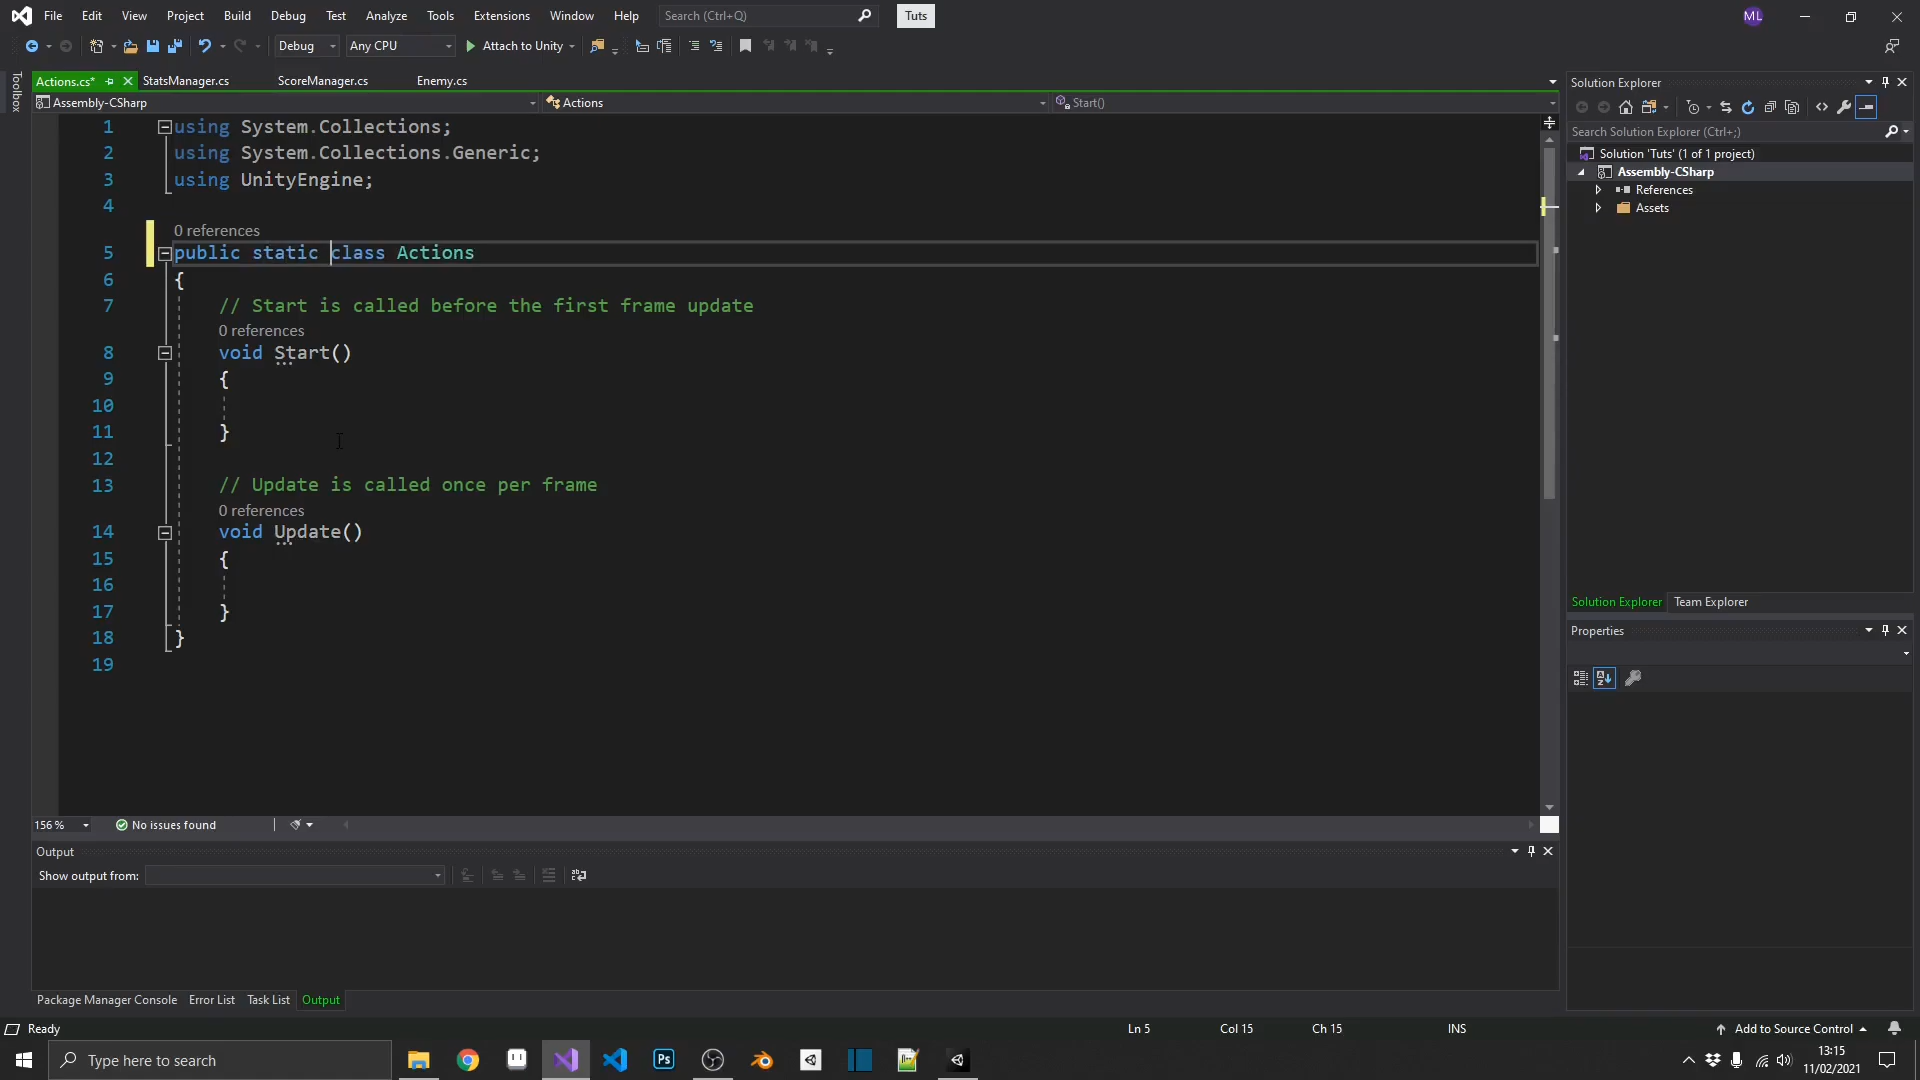 File Edit View Project Build Debug Test Analyze Tools Extensions Window Help Search (Ctrl+Q) Tuts ML
Debug Any CPU Attach to Unity
Toolbox
Actions.cs* StatsManager.cs ScoreManager.cs Enemy.cs
Assembly-CSharp Actions Start()
1 using System.Collections;
2 using System.Collections.Generic;
3 using UnityEngine;
4
0 references
5 public static class Actions
6 {
7 // Start is called before the first frame update
0 references
8 void Start()
9 {
10
11 }
12
13 // Update is called once per frame
0 references
14 void Update()
15 {
16
17 }
18 }
19
156 % No issues found
Output
Show output from:
Package Manager Console Error List Task List Output
Solution Explorer
Search Solution Explorer (Ctrl+;)
Solution 'Tuts' (1 of 1 project)
Assembly-CSharp
References
Assets
Solution Explorer Team Explorer
Properties
Ready Ln 5 Col 15 Ch 15 INS Add to Source Control
Type here to search
Ps
13:15
11/02/2021